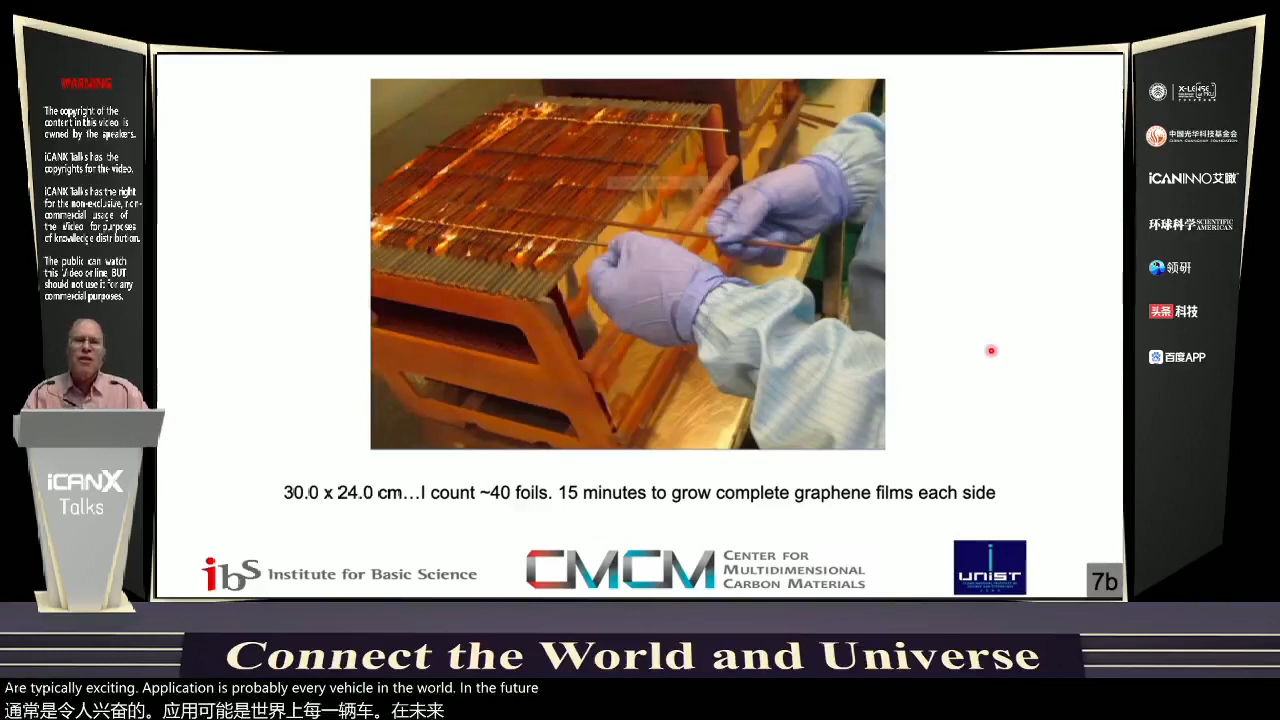 WARNING
The copyright of the
content in this video is
owned by the speakers.
iCANX Talks has the
copyrights for the video.
iCANX Talks has the right
for the non-exclusive, non-
commercial usage of
the Video for purposes
of knowledge distribution.
The public can watch
this Video online, BUT
should not use it for any
commercial purposes.
iCANX
Talks
30.0 x 24.0 cm...I count ~40 foils. 15 minutes to grow complete graphene films each side
ibS Institute for Basic Science
CMCM
CENTER FOR
MULTIDIMENSIONAL
CARBON MATERIALS
UNIST
7b
X-LENSE
中国光华科技基金会
iCANINNO艾瞰
环球科学 SCIENTIFIC AMERICAN
领研
头条 科技
百度APP
Connect the World and Universe
Are typically exciting. Application is probably every vehicle in the world. In the future
通常是令人兴奋的。应用可能是世界上每一辆车。在未来